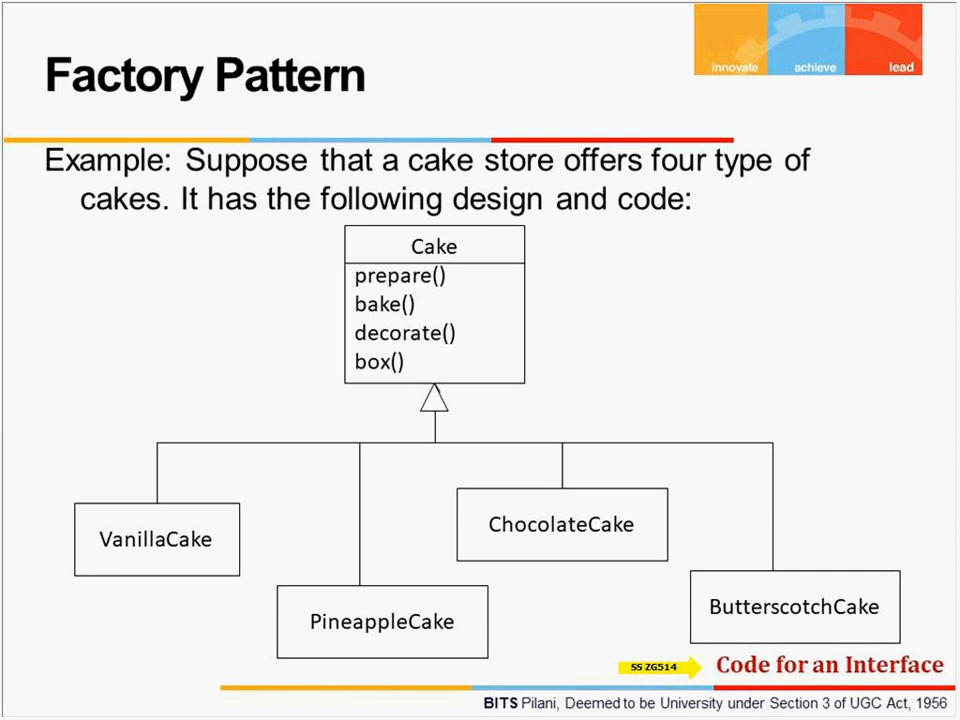 innovate achieve lead
Factory Pattern
Example: Suppose that a cake store offers four type of
cakes. It has the following design and code:
Cake
prepare()
bake()
decorate()
box()
VanillaCake
ChocolateCake
PineappleCake
ButterscotchCake
SS ZG514
Code for an Interface
BITS Pilani, Deemed to be University under Section 3 of UGC Act, 1956